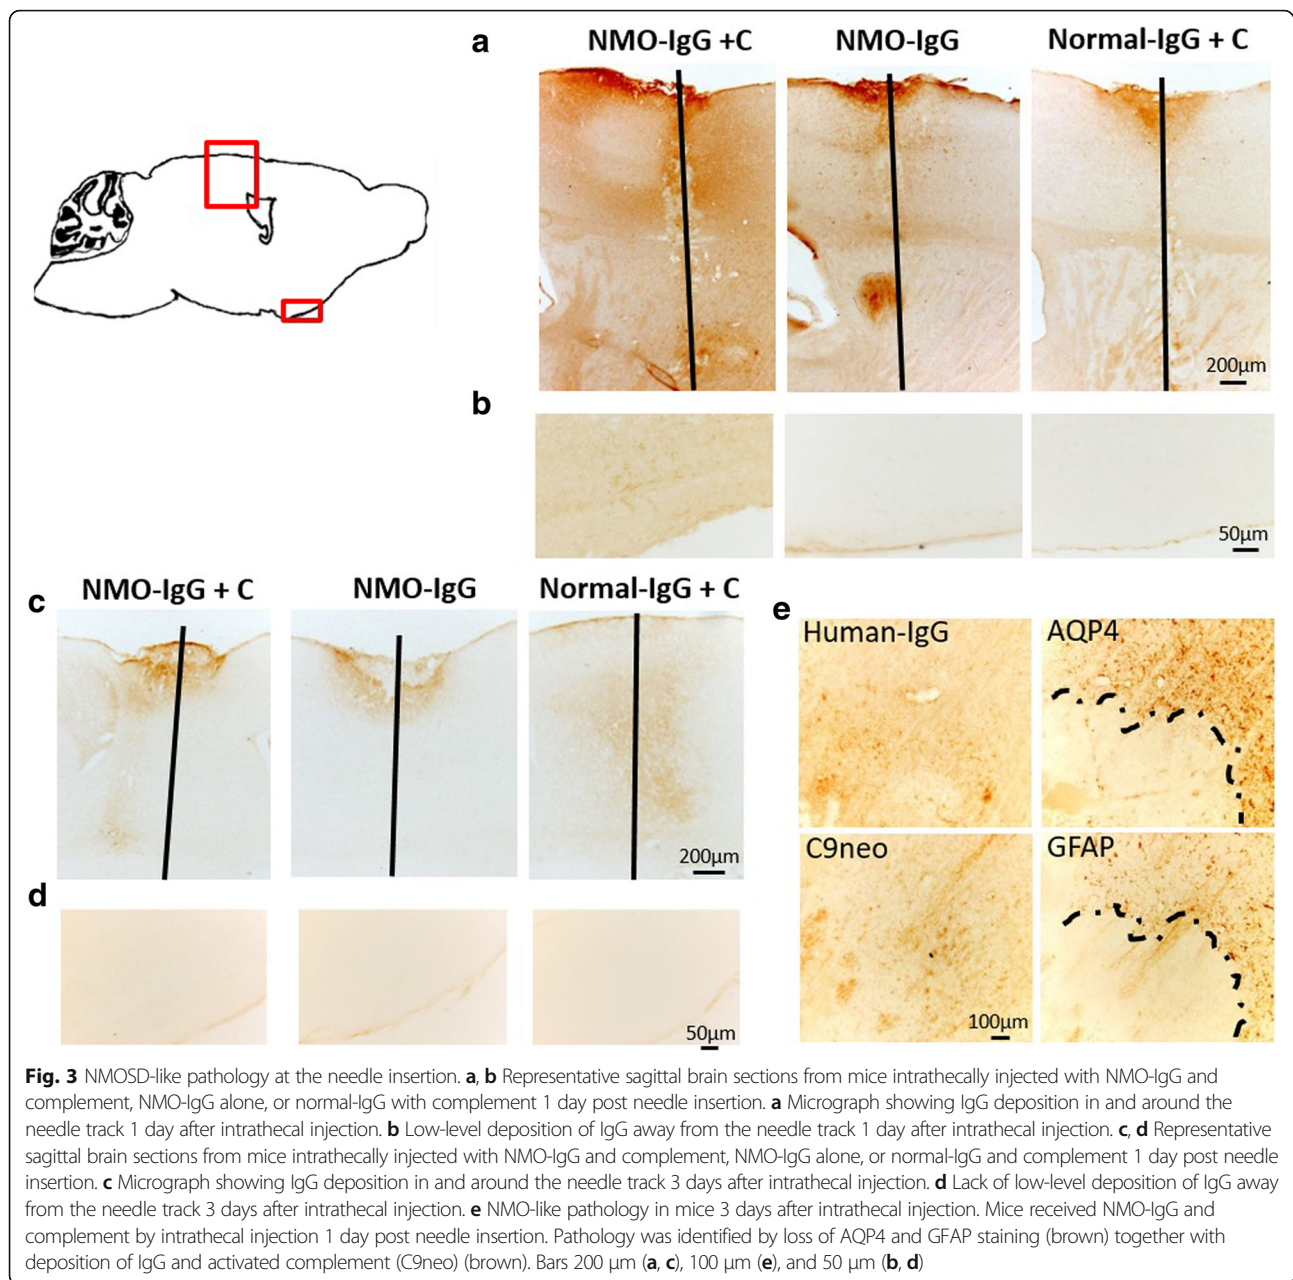 a
NMO-IgG +C
NMO-IgG
Normal-IgG + C
200µm
b
50µm
c
NMO-IgG + C
NMO-IgG
Normal-IgG + C
200µm
d
50µm
e
Human-IgG
AQP4
C9neo
GFAP
100µm
Fig. 3 NMOSD-like pathology at the needle insertion. a, b Representative sagittal brain sections from mice intrathecally injected with NMO-IgG and
complement, NMO-IgG alone, or normal-IgG with complement 1 day post needle insertion. a Micrograph showing IgG deposition in and around the
needle track 1 day after intrathecal injection. b Low-level deposition of IgG away from the needle track 1 day after intrathecal injection. c, d Representative
sagittal brain sections from mice intrathecally injected with NMO-IgG and complement, NMO-IgG alone, or normal-IgG and complement 1 day post needle
insertion. c Micrograph showing IgG deposition in and around the needle track 3 days after intrathecal injection. d Lack of low-level deposition of IgG away
from the needle track 3 days after intrathecal injection. e NMO-like pathology in mice 3 days after intrathecal injection. Mice received NMO-IgG and
complement by intrathecal injection 1 day post needle insertion. Pathology was identified by loss of AQP4 and GFAP staining (brown) together with
deposition of IgG and activated complement (C9neo) (brown). Bars 200 µm (a, c), 100 µm (e), and 50 µm (b, d)